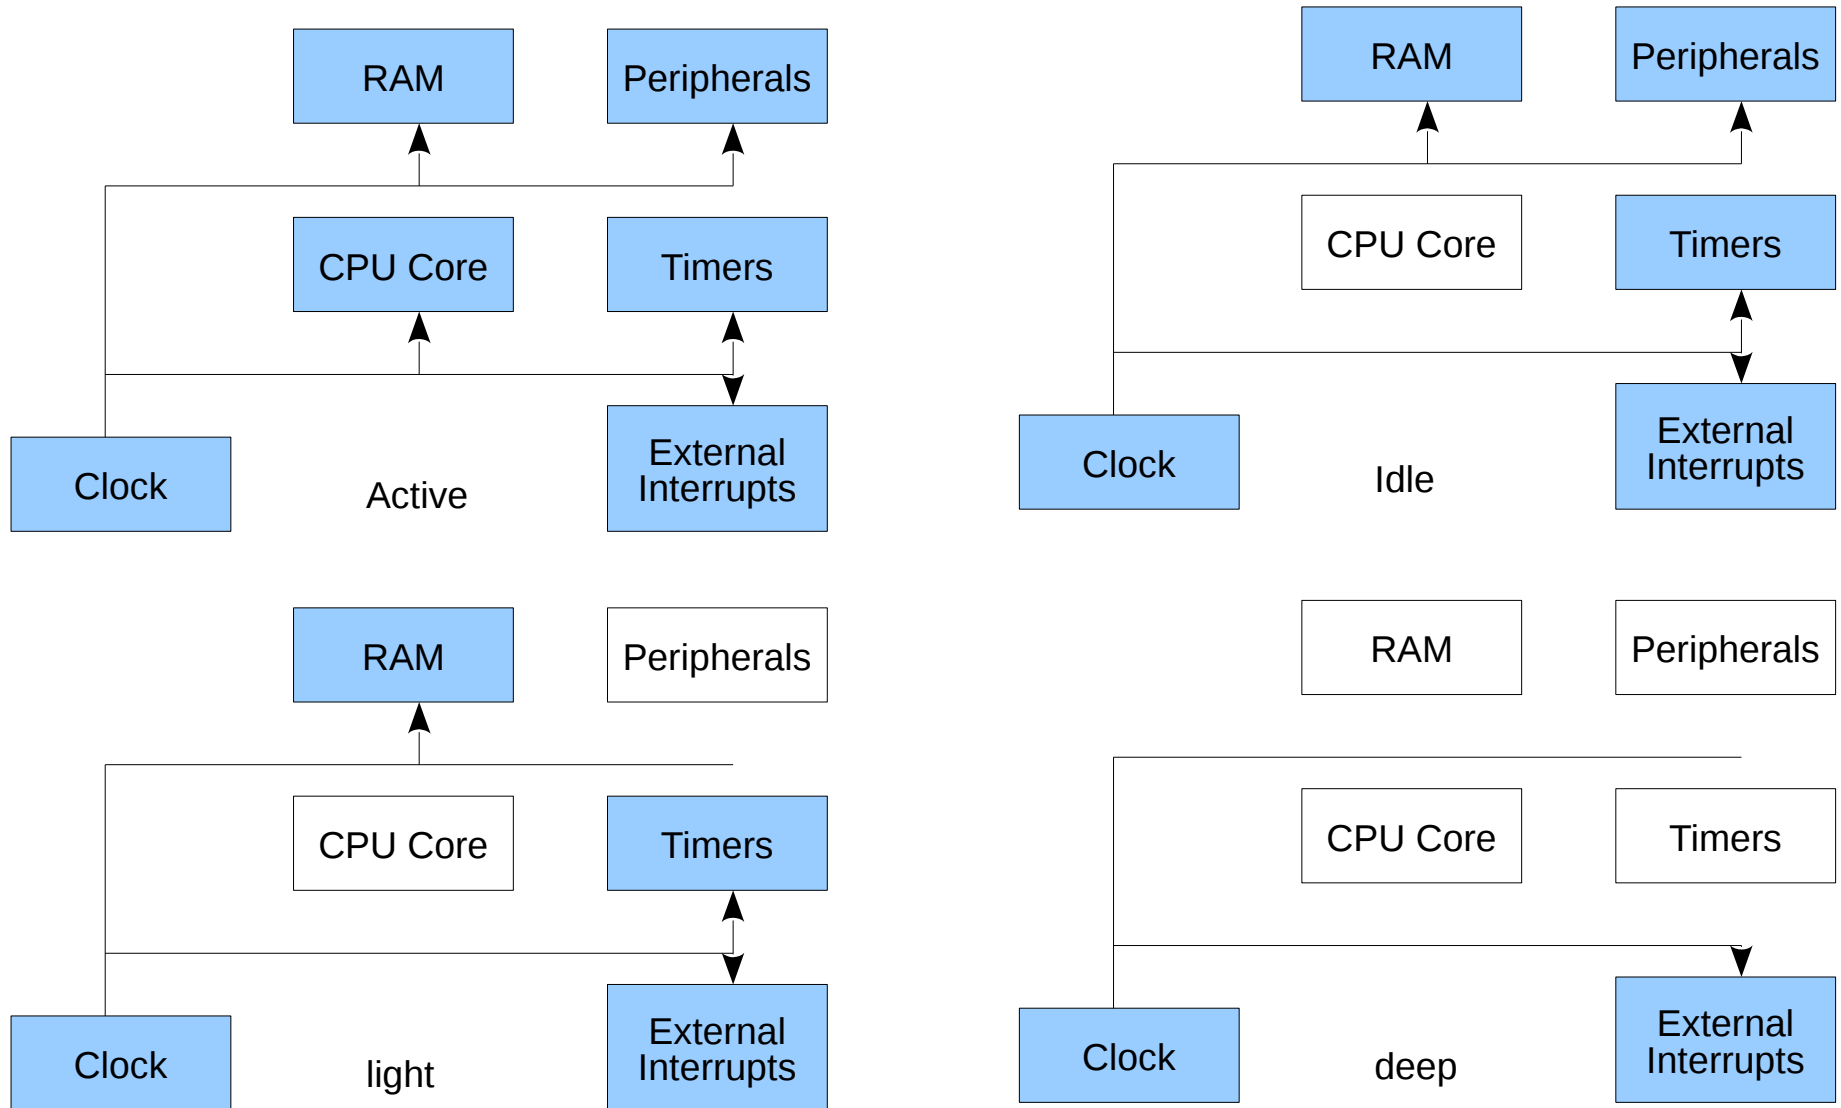 RAM
Peripherals
CPU Core
Timers
Clock
Active
External
Interrupts
RAM
Peripherals
CPU Core
Timers
Clock
Idle
External
Interrupts
RAM
Peripherals
CPU Core
Timers
Clock
light
External
Interrupts
RAM
Peripherals
CPU Core
Timers
Clock
deep
External
Interrupts